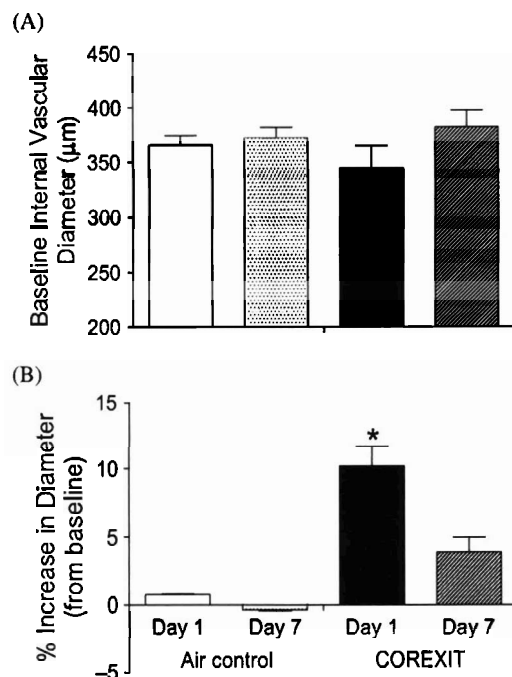 (A)
Baseline Internal Vascular
Diameter (µm)
450
400
350
300
250
200
(B)
% Increase in Diameter
(from baseline)
15
10
5
0
–5
*
Day 1
Day 7
Day 1
Day 7
Air control
COREXIT